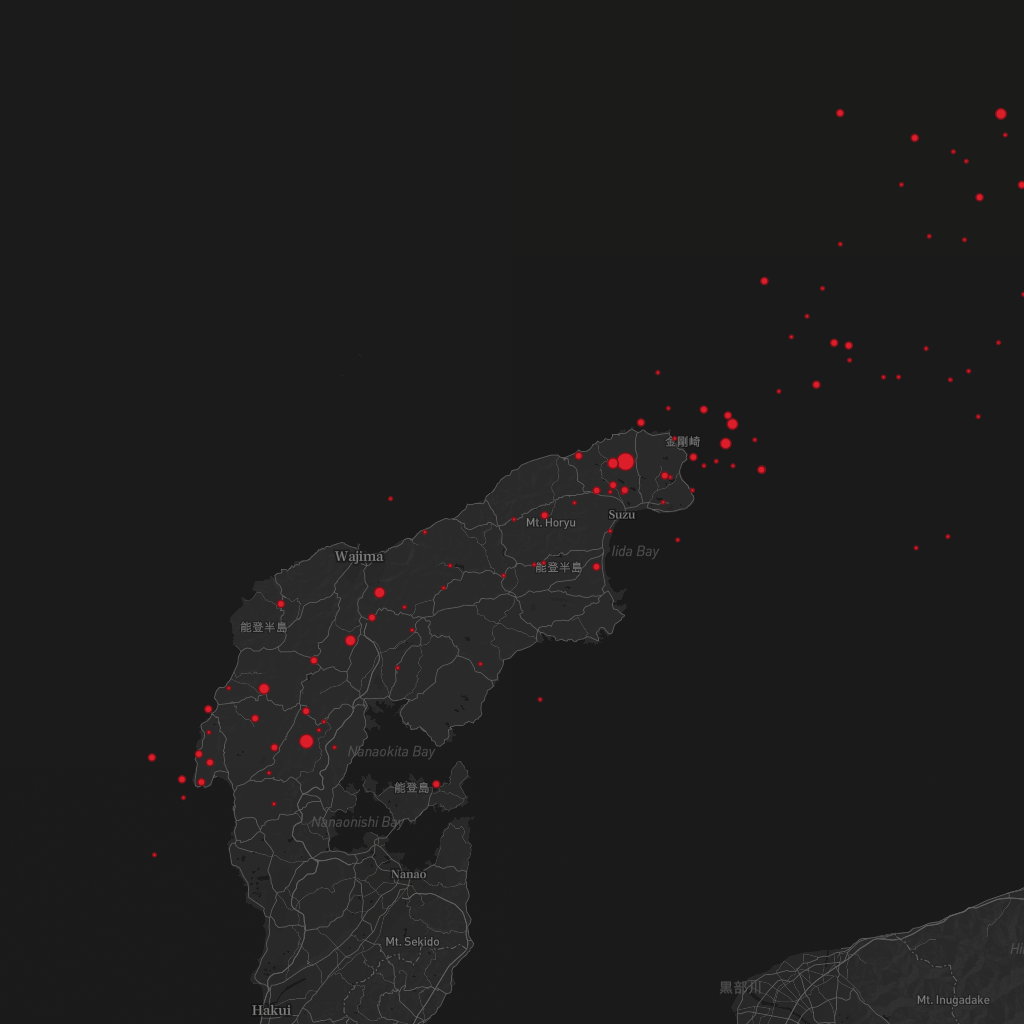 金剛崎
Suzu
Mt. Horyu
Iida Bay
Wajima
能登半島
能登半島
Nanaokita Bay
能登島
Nanaonishi Bay
Nanao
Mt. Sekido
黒部川
Mt. Inugadake
Hakui